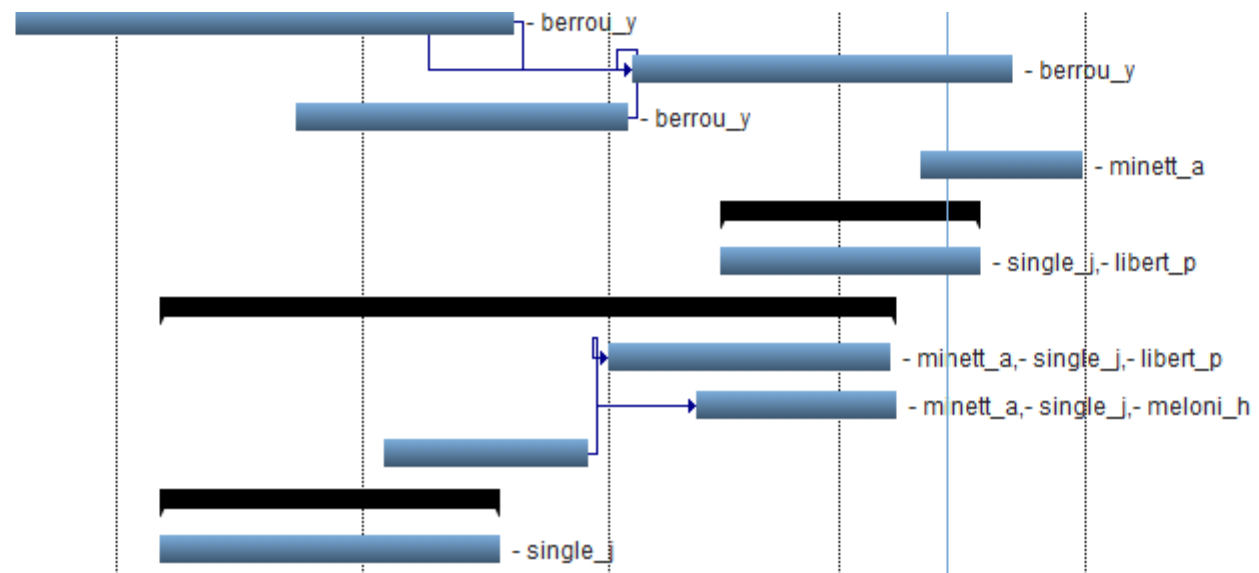 - berrou_y
- berrou_y
- berrou_y
- minett_a
- single_j,- libert_p
- minett_a,- single_j,- libert_p
- minett_a,- single_j,- meloni_h
- single_j